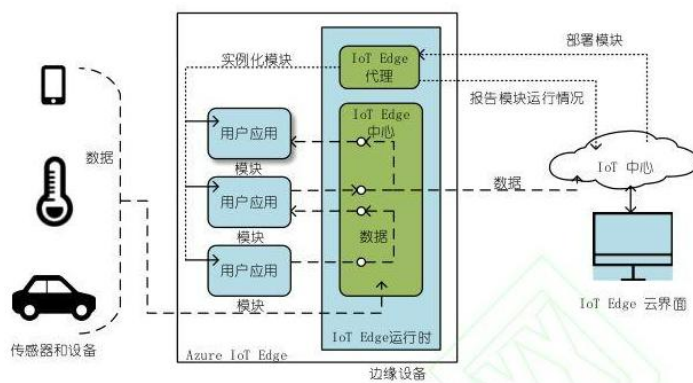 部署模块
实例化模块
IoT Edge
代理
报告模块运行情况
IoT Edge
中心
用户应用
模块
数据
IoT 中心
用户应用
数据
模块
数据
用户应用
模块
IoT Edge 云界面
传感器和设备
IoT Edge运行时
Azure IoT Edge
边缘设备